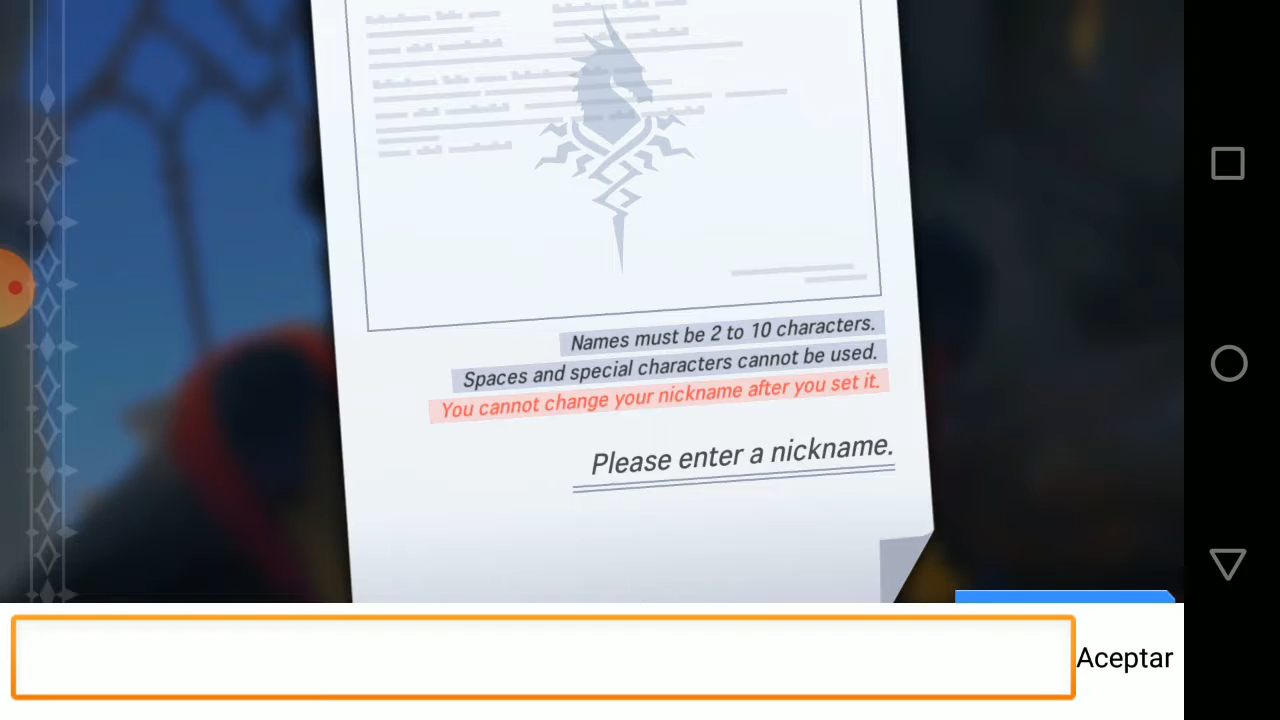 Names must be 2 to 10 characters.
Spaces and special characters cannot be used.
You cannot change your nickname after you set it.
Please enter a nickname.
Aceptar